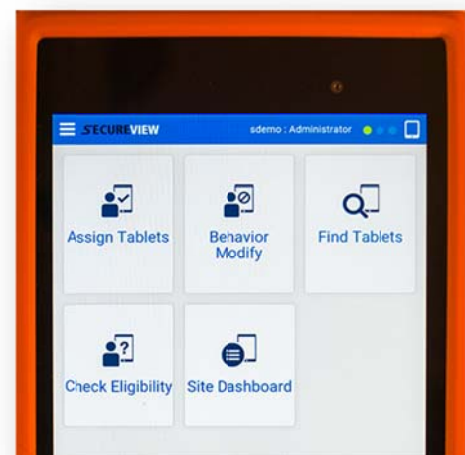 SECUREVIEW
sdemo : Administrator
Assign Tablets
Behavior
Modify
Find Tablets
?
Check Eligibility
Site Dashboard